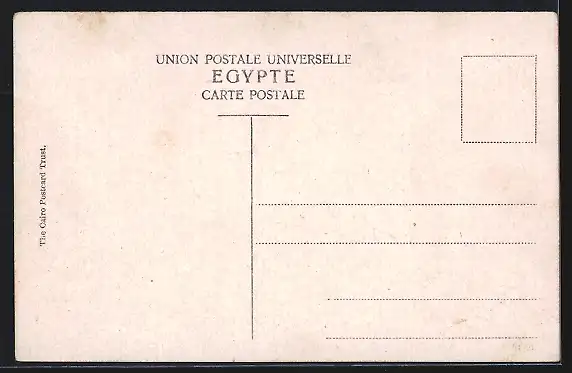 UNION POSTALE UNIVERSELLE
EGYPTE
CARTE POSTALE
The Cairo Postcard Trust.